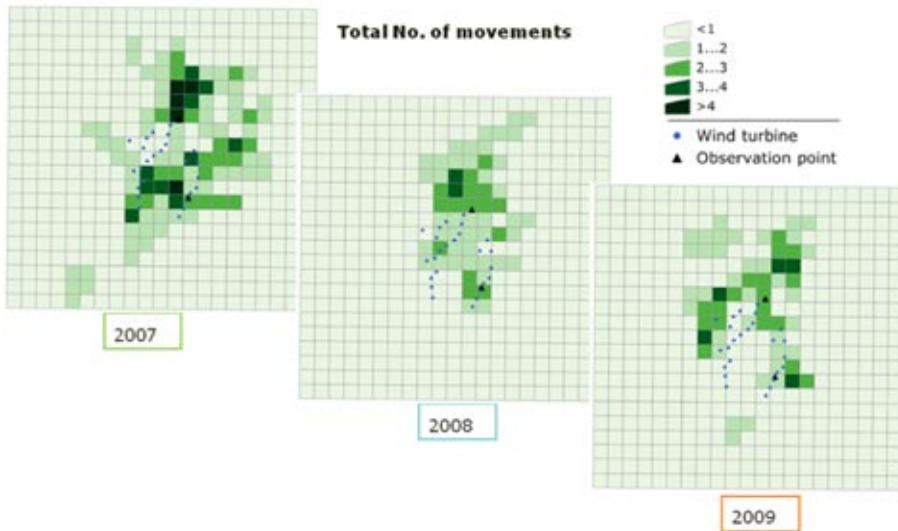 Total No. of movements
<1
1...2
2...3
3...4
>4
Wind turbine
Observation point
2007
2008
2009